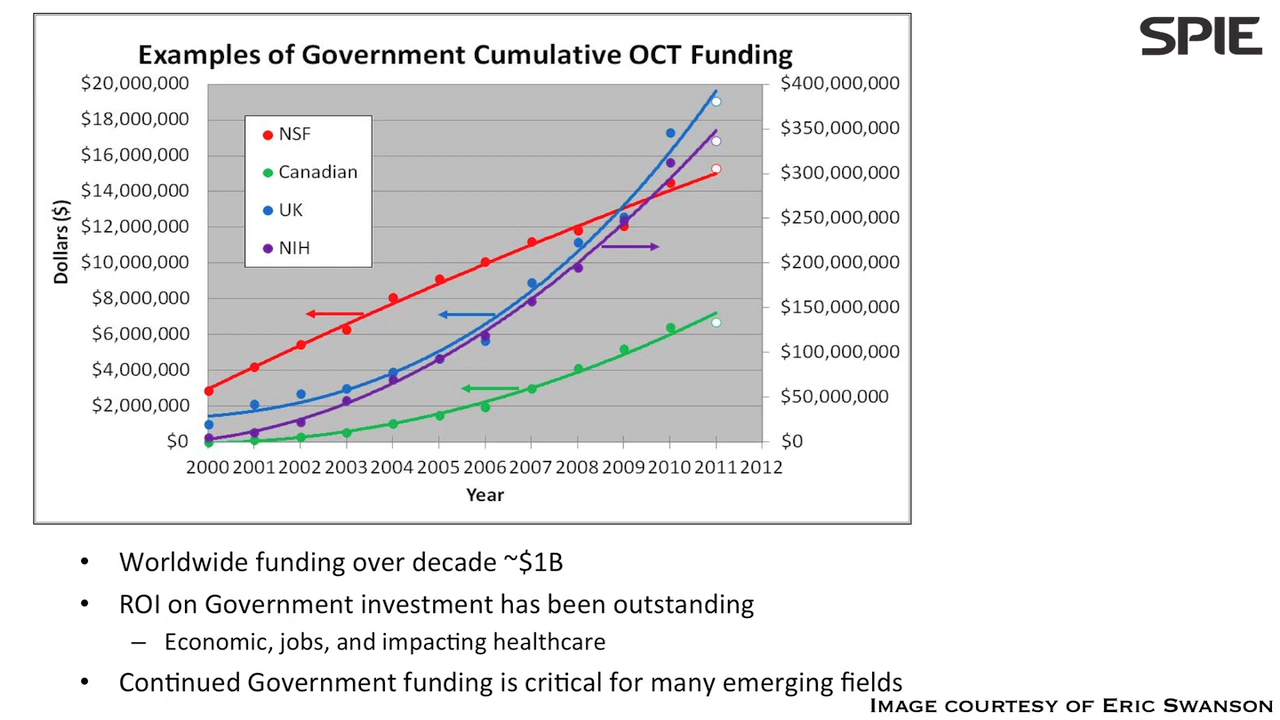 SPIE
Examples of Government Cumulative OCT Funding
$20,000,000
$18,000,000
$16,000,000
$14,000,000
$12,000,000
$10,000,000
$8,000,000
$6,000,000
$4,000,000
$2,000,000
$0
Dollars ($)
NSF
Canadian
UK
NIH
$400,000,000
$350,000,000
$300,000,000
$250,000,000
$200,000,000
$150,000,000
$100,000,000
$50,000,000
$0
2000 2001 2002 2003 2004 2005 2006 2007 2008 2009 2010 2011 2012
Year
• Worldwide funding over decade ~$1B
• ROI on Government investment has been outstanding
– Economic, jobs, and impacting healthcare
• Continued Government funding is critical for many emerging fields
IMAGE COURTESY OF ERIC SWANSON